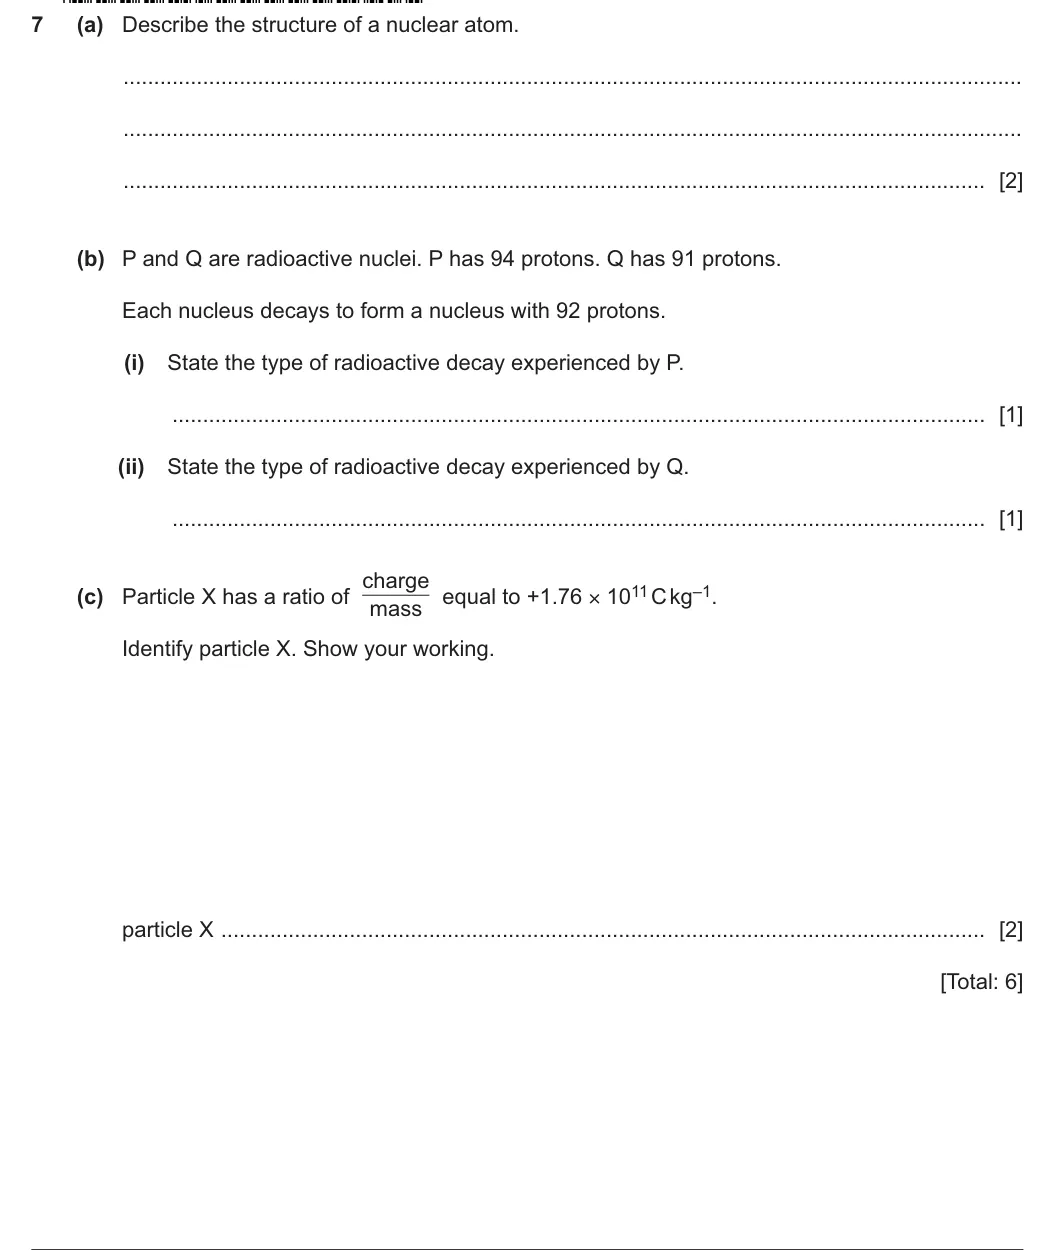 7 (a) Describe the structure of a nuclear atom.
..........................................................................................................................................................
..........................................................................................................................................................
.................................................................................................................................................... [2]
(b) P and Q are radioactive nuclei. P has 94 protons. Q has 91 protons.
Each nucleus decays to form a nucleus with 92 protons.
(i) State the type of radioactive decay experienced by P.
............................................................................................................................................ [1]
(ii) State the type of radioactive decay experienced by Q.
............................................................................................................................................ [1]
(c) Particle X has a ratio of charge/mass equal to +1.76 × 10¹¹ C kg⁻¹.
Identify particle X. Show your working.
particle X ................................................................................................................................... [2]
[Total: 6]